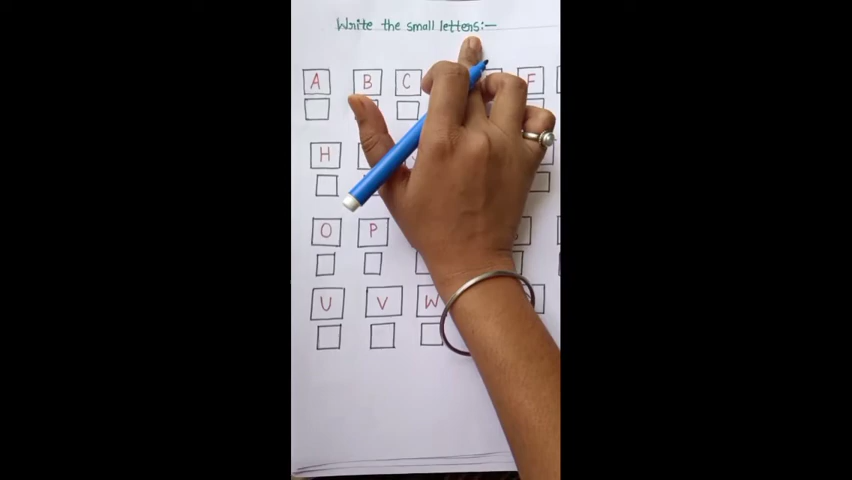 Write the small letters:-
A B C F
H
O P
U V W